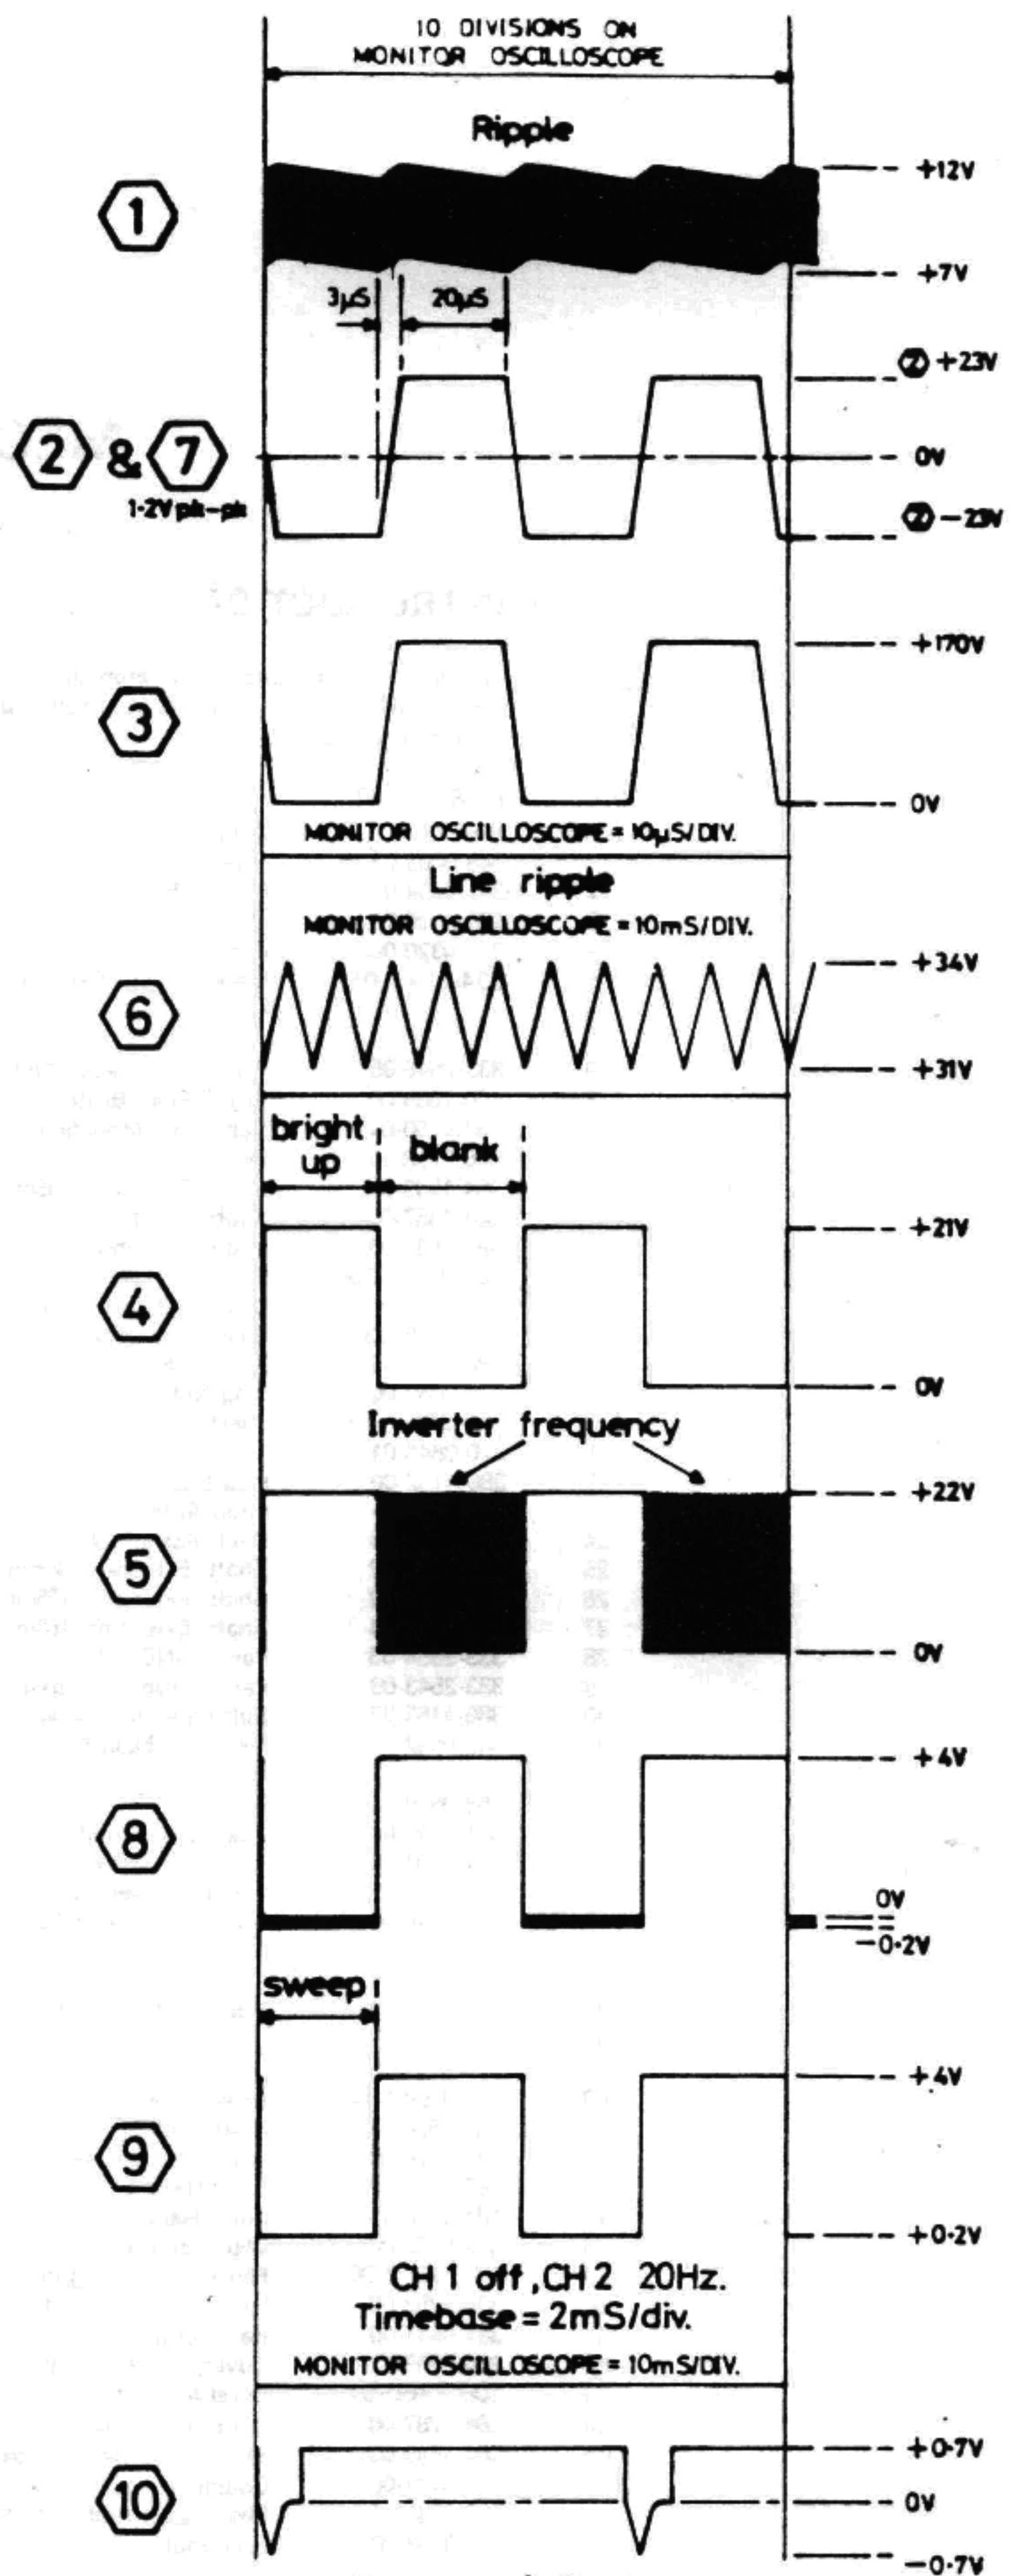 10 DIVISIONS ON
MONITOR OSCILLOSCOPE
Ripple
+12V
1
+7V
3µS
20µS
2 +23V
2 & 7
0V
1·2V pk-pk
2 -23V
+170V
3
0V
MONITOR OSCILLOSCOPE = 10µS/DIV.
Line ripple
MONITOR OSCILLOSCOPE = 10mS/DIV.
+34V
6
+31V
bright
up
blank
+21V
4
0V
Inverter frequency
+22V
5
0V
+4V
8
0V
-0·2V
sweep
+4V
9
+0·2V
CH 1 off, CH 2 20Hz.
Timebase = 2mS/div.
MONITOR OSCILLOSCOPE = 10mS/DIV.
+0·7V
10
0V
-0·7V